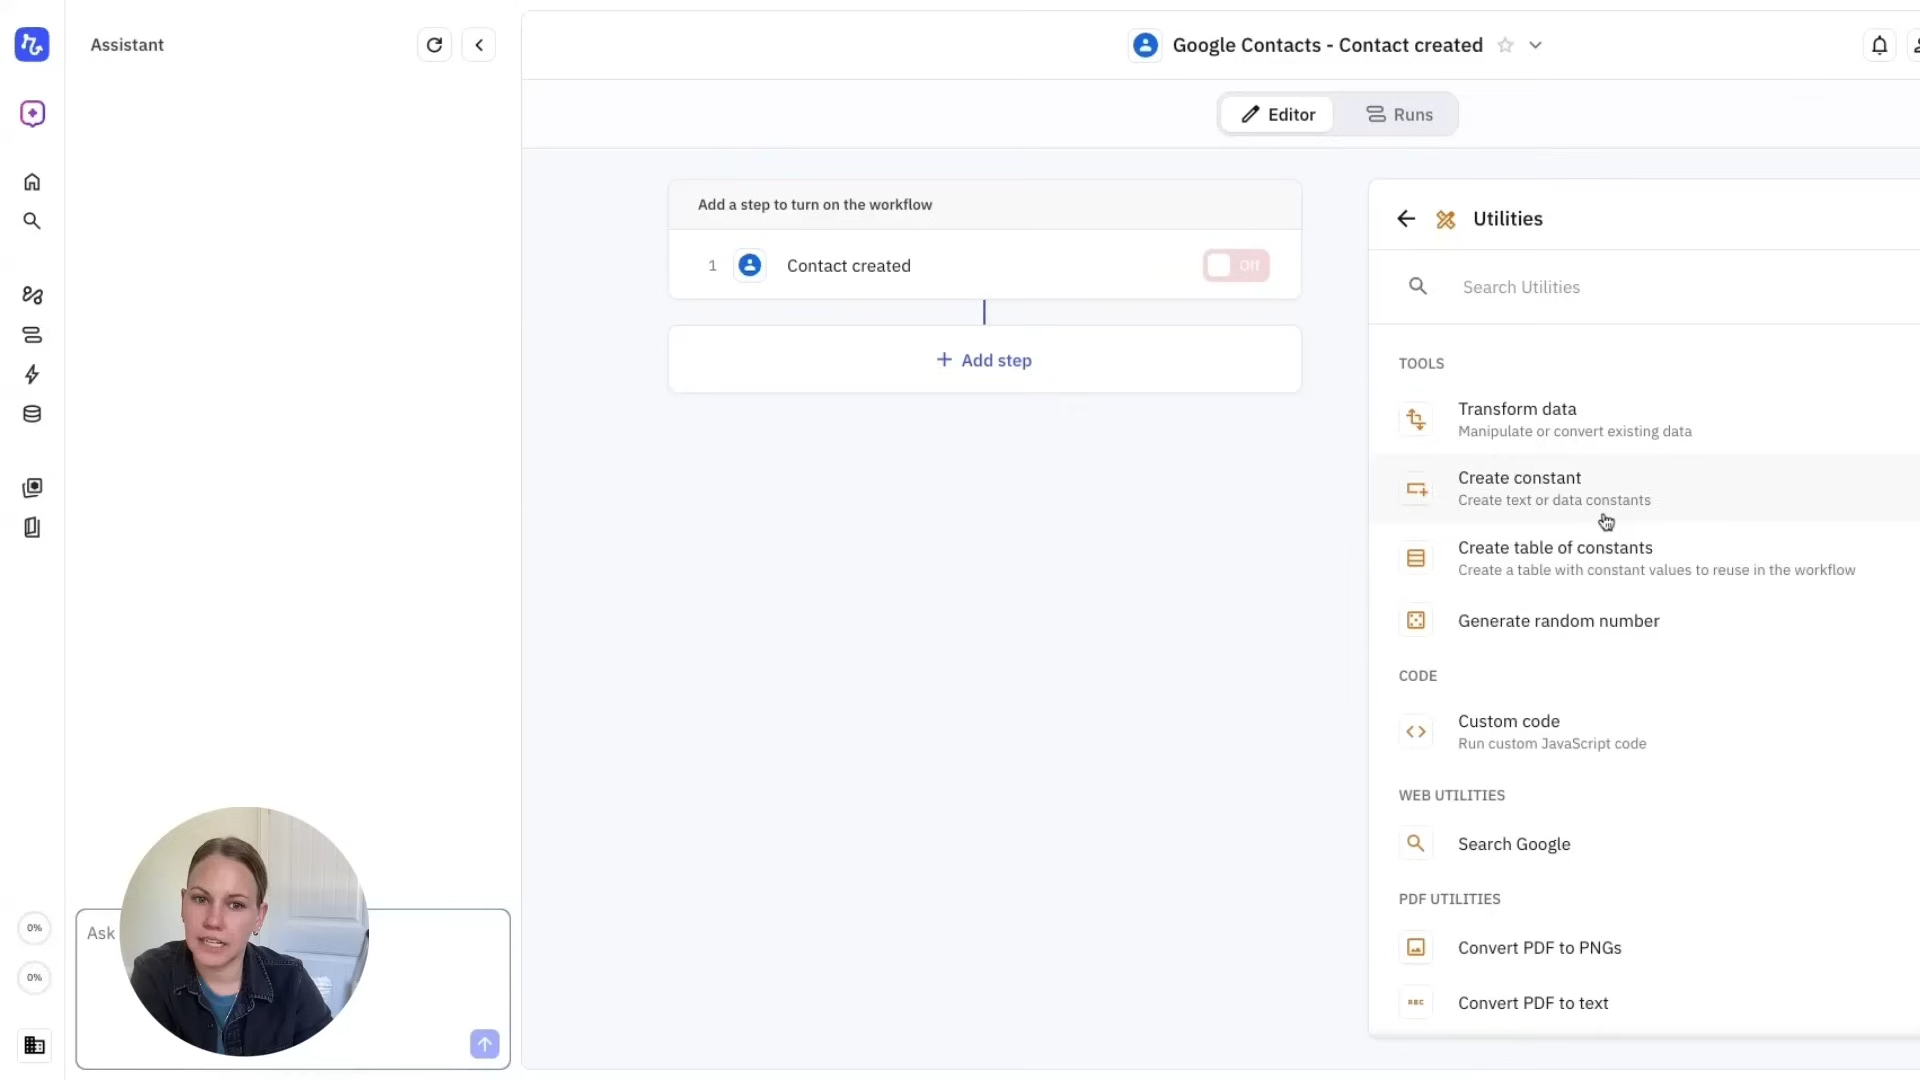 Assistant
Google Contacts - Contact created
Editor
Runs
Add a step to turn on the workflow
1
Contact created
Off
+ Add step
Utilities
Search Utilities
TOOLS
Transform data
Manipulate or convert existing data
Create constant
Create text or data constants
Create table of constants
Create a table with constant values to reuse in the workflow
Generate random number
CODE
Custom code
Run custom JavaScript code
WEB UTILITIES
Search Google
PDF UTILITIES
Convert PDF to PNGs
ABC
Convert PDF to text
0%
0%
Ask